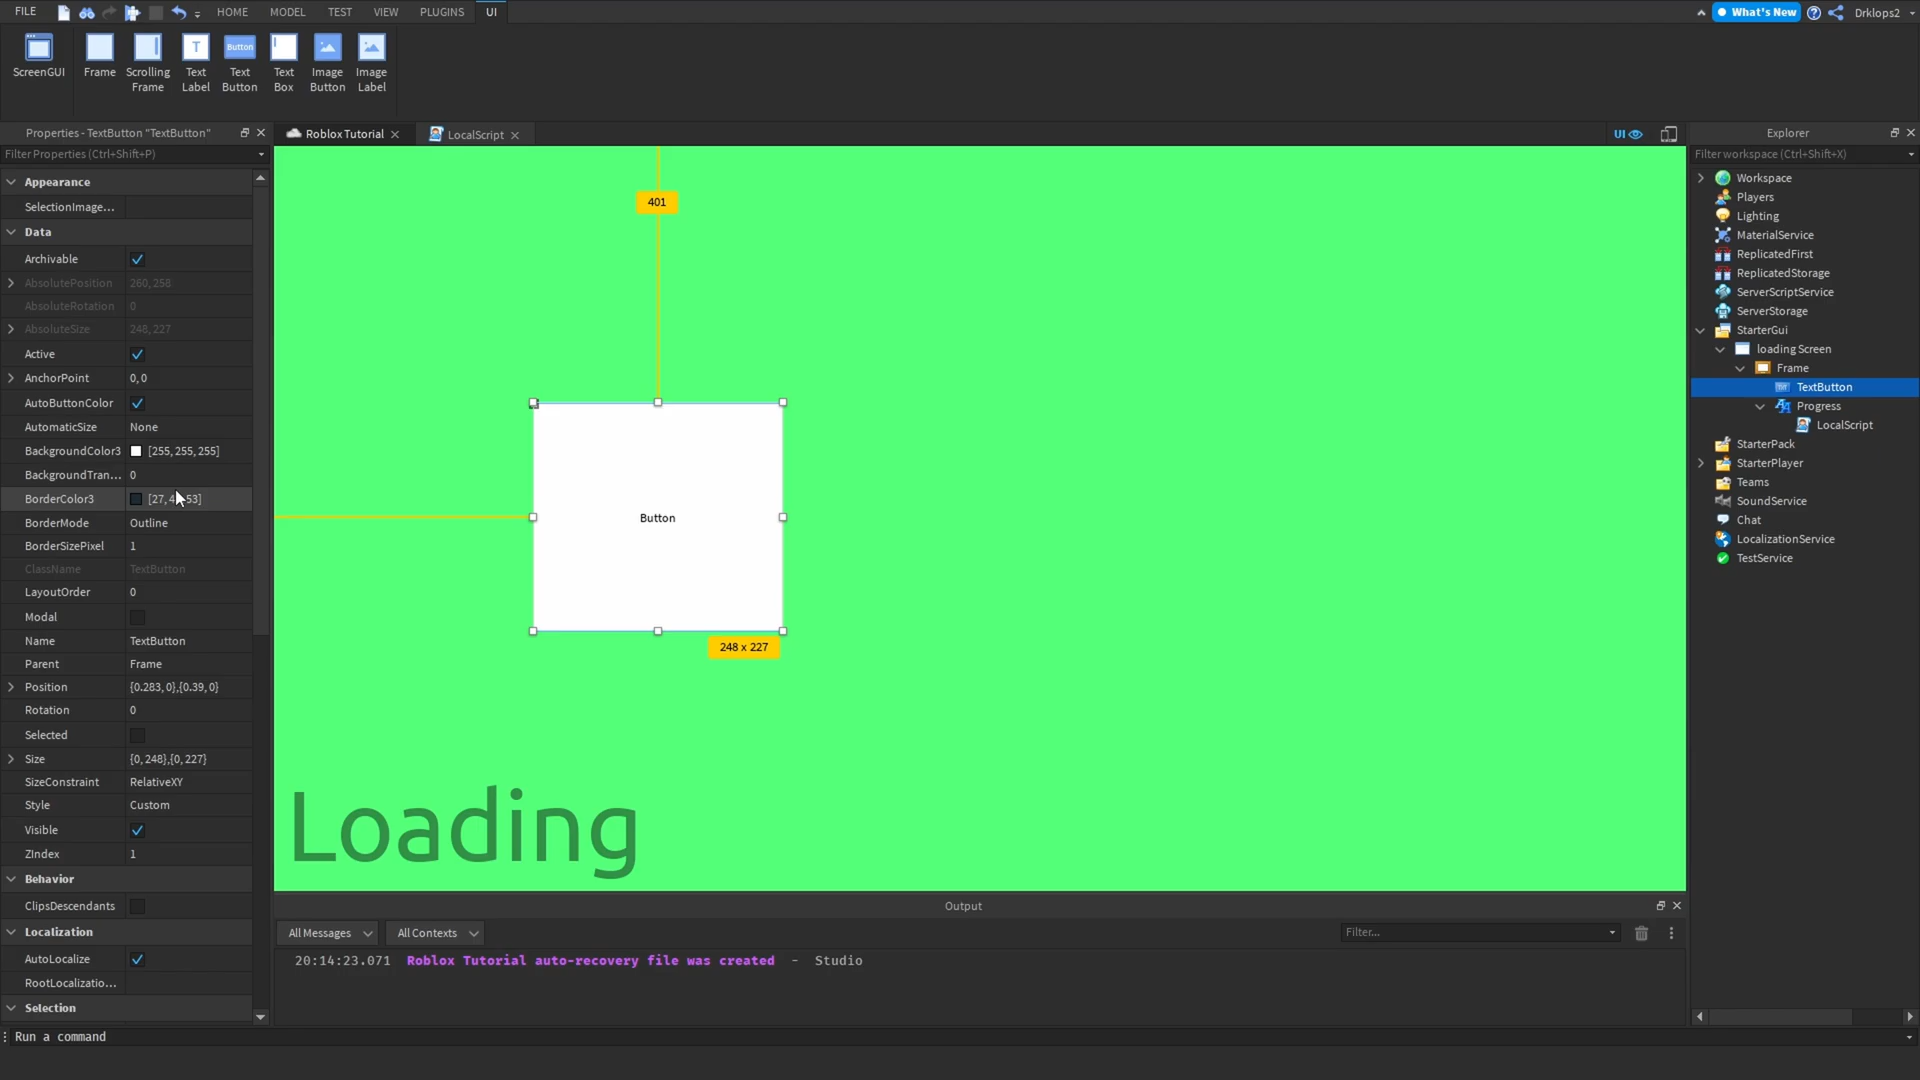 FILE HOME MODEL TEST VIEW PLUGINS UI What's New Drklops2
ScreenGUI Frame Scrolling Frame Text Label Text Button Button Text Box Image Button Image Label
Properties - TextButton "TextButton"
Filter Properties (Ctrl+Shift+P)
Appearance
SelectionImage...
Data
Archivable
AbsolutePosition 260, 258
AbsoluteRotation 0
AbsoluteSize 248, 227
Active
AnchorPoint 0, 0
AutoButtonColor
AutomaticSize None
BackgroundColor3 [255, 255, 255]
BackgroundTran... 0
BorderColor3
BorderMode Outline
BorderSizePixel 1
ClassName TextButton
LayoutOrder 0
Modal
Name TextButton
Parent Frame
Position {0.283, 0},{0.39, 0}
Rotation 0
Selected
Size {0, 248},{0, 227}
SizeConstraint RelativeXY
Style Custom
Visible
ZIndex 1
Behavior
ClipsDescendants
Localization
AutoLocalize
RootLocalizatio...
Selection
Roblox Tutorial LocalScript UI
401
Button
248 x 227
Loading
Output
All Messages All Contexts Filter...
20:14:23.071 Roblox Tutorial auto-recovery file was created - Studio
Explorer
Filter workspace (Ctrl+Shift+X)
Workspace
Players
Lighting
MaterialService
ReplicatedFirst
ReplicatedStorage
ServerScriptService
ServerStorage
StarterGui
loading Screen
Frame
TextButton
Progress
LocalScript
StarterPack
StarterPlayer
Teams
SoundService
Chat
LocalizationService
TestService
Run a command